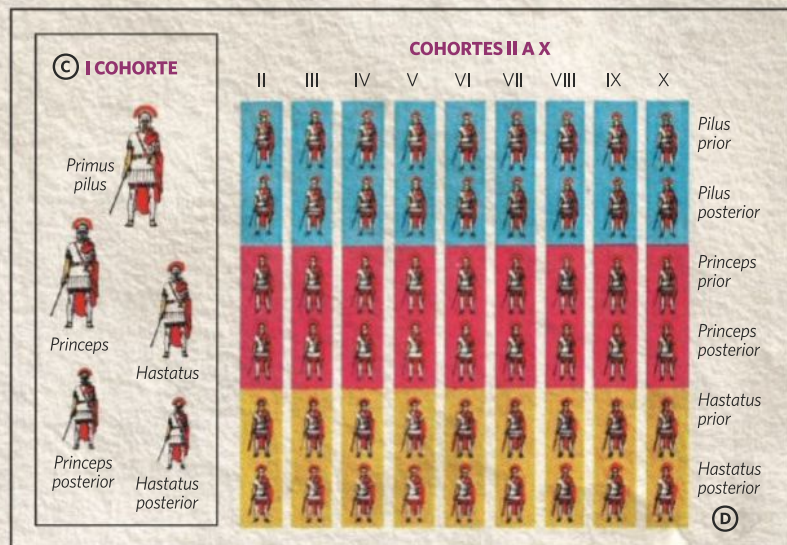 C I COHORTE
Primus
pilus
Princeps
Hastatus
Princeps
posterior
Hastatus
posterior
COHORTES II A X
II III IV V VI VII VIII IX X
Pilus
prior
Pilus
posterior
Princeps
prior
Princeps
posterior
Hastatus
prior
Hastatus
posterior
D